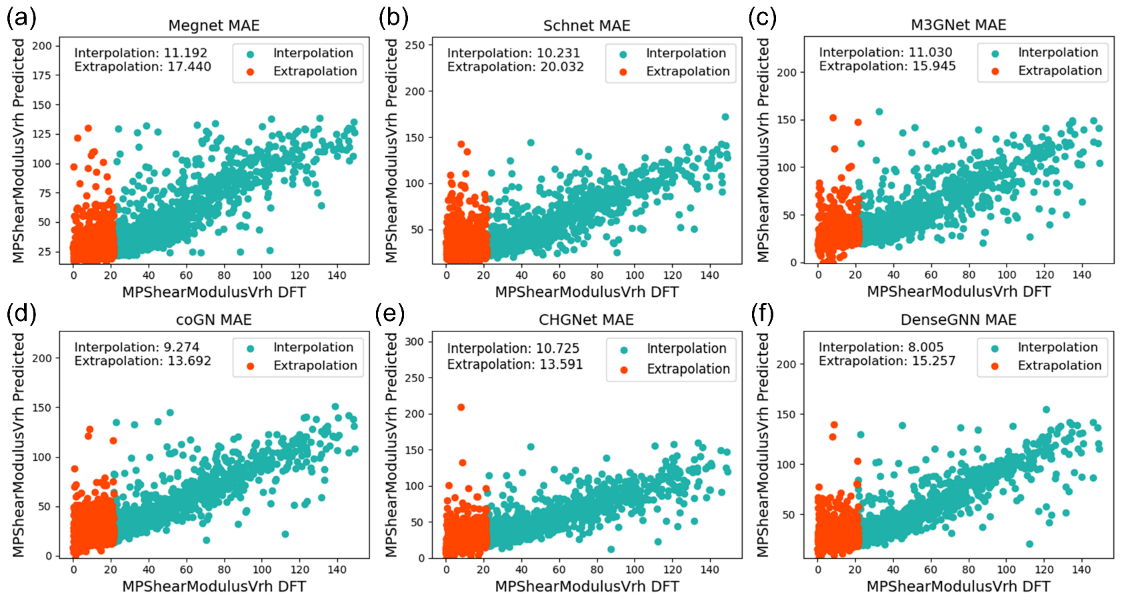 (a)
Megnet MAE
Interpolation: 11.192
Extrapolation: 17.440
Interpolation
Extrapolation
MPShearModulusVrh Predicted
200
175
150
125
100
75
50
25
0 20 40 60 80 100 120 140
MPShearModulusVrh DFT
(b)
Schnet MAE
Interpolation: 10.231
Extrapolation: 20.032
Interpolation
Extrapolation
MPShearModulusVrh Predicted
250
200
150
100
50
0 20 40 60 80 100 120 140
MPShearModulusVrh DFT
(c)
M3GNet MAE
Interpolation: 11.030
Extrapolation: 15.945
Interpolation
Extrapolation
MPShearModulusVrh Predicted
200
150
100
50
0
0 20 40 60 80 100 120 140
MPShearModulusVrh DFT
(d)
coGN MAE
Interpolation: 9.274
Extrapolation: 13.692
Interpolation
Extrapolation
MPShearModulusVrh Predicted
200
150
100
50
0
0 20 40 60 80 100 120 140
MPShearModulusVrh DFT
(e)
CHGNet MAE
Interpolation: 10.725
Extrapolation: 13.591
Interpolation
Extrapolation
MPShearModulusVrh Predicted
300
250
200
150
100
50
0
0 20 40 60 80 100 120 140
MPShearModulusVrh DFT
(f)
DenseGNN MAE
Interpolation: 8.005
Extrapolation: 15.257
Interpolation
Extrapolation
MPShearModulusVrh Predicted
200
150
100
50
0 20 40 60 80 100 120 140
MPShearModulusVrh DFT